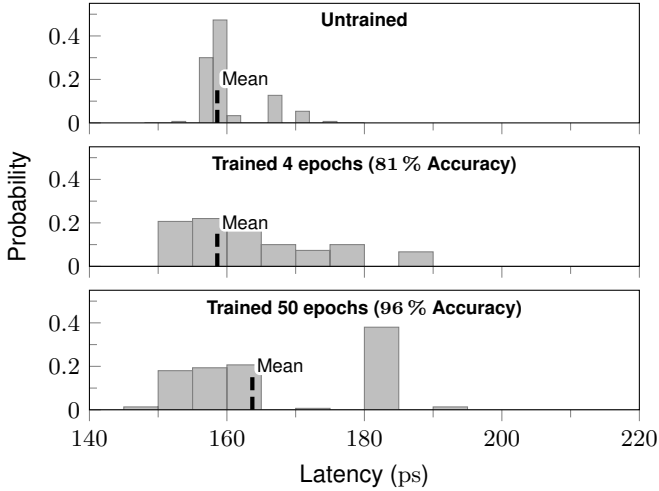 Untrained
0.4
0.2
0
Mean
Trained 4 epochs (81 % Accuracy)
0.4
0.2
0
Mean
Probability
Trained 50 epochs (96 % Accuracy)
0.4
0.2
0
Mean
140 160 180 200 220
Latency (ps)